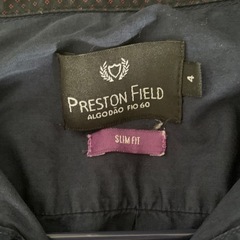 PRESTON FIELD
ALGODÃO FIO 60
4
SLIM FIT